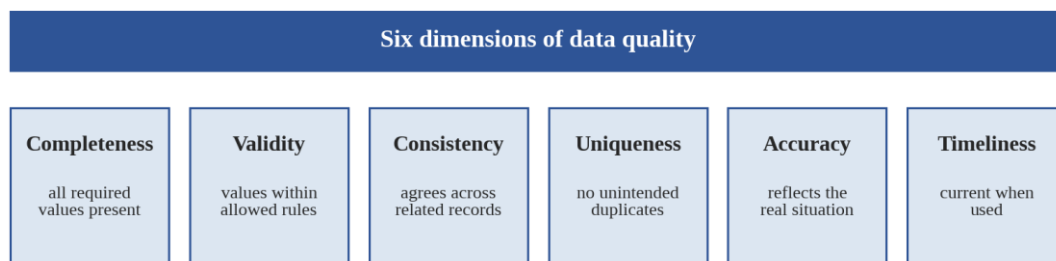 Six dimensions of data quality
Completeness
all required
values present
Validity
values within
allowed rules
Consistency
agrees across
related records
Uniqueness
no unintended
duplicates
Accuracy
reflects the
real situation
Timeliness
current when
used